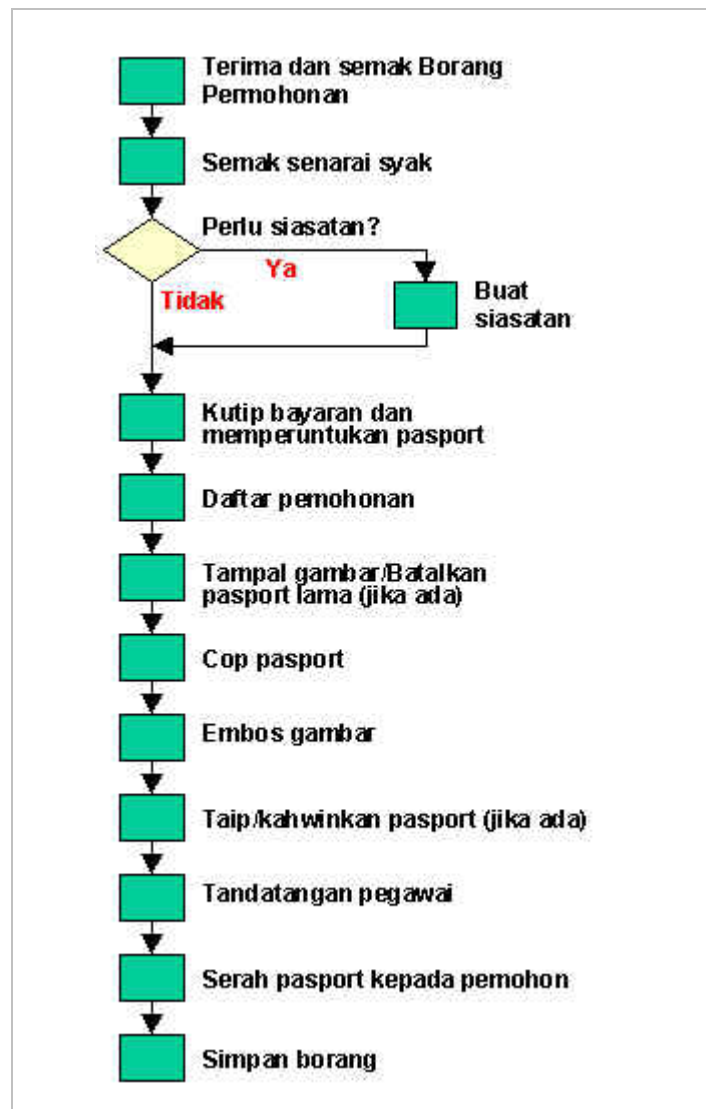 Terima dan semak Borang
Permohonan
Semak senarai syak
Perlu siasatan?
Ya
Tidak
Buat
siasatan
Kutip bayaran dan
memperuntukan pasport
Daftar pemohonan
Tampal gambar/Batalkan
pasport lama (jika ada)
Cop pasport
Embos gambar
Taip/kahwinkan pasport (jika ada)
Tandatangan pegawai
Serah pasport kepada pemohon
Simpan borang